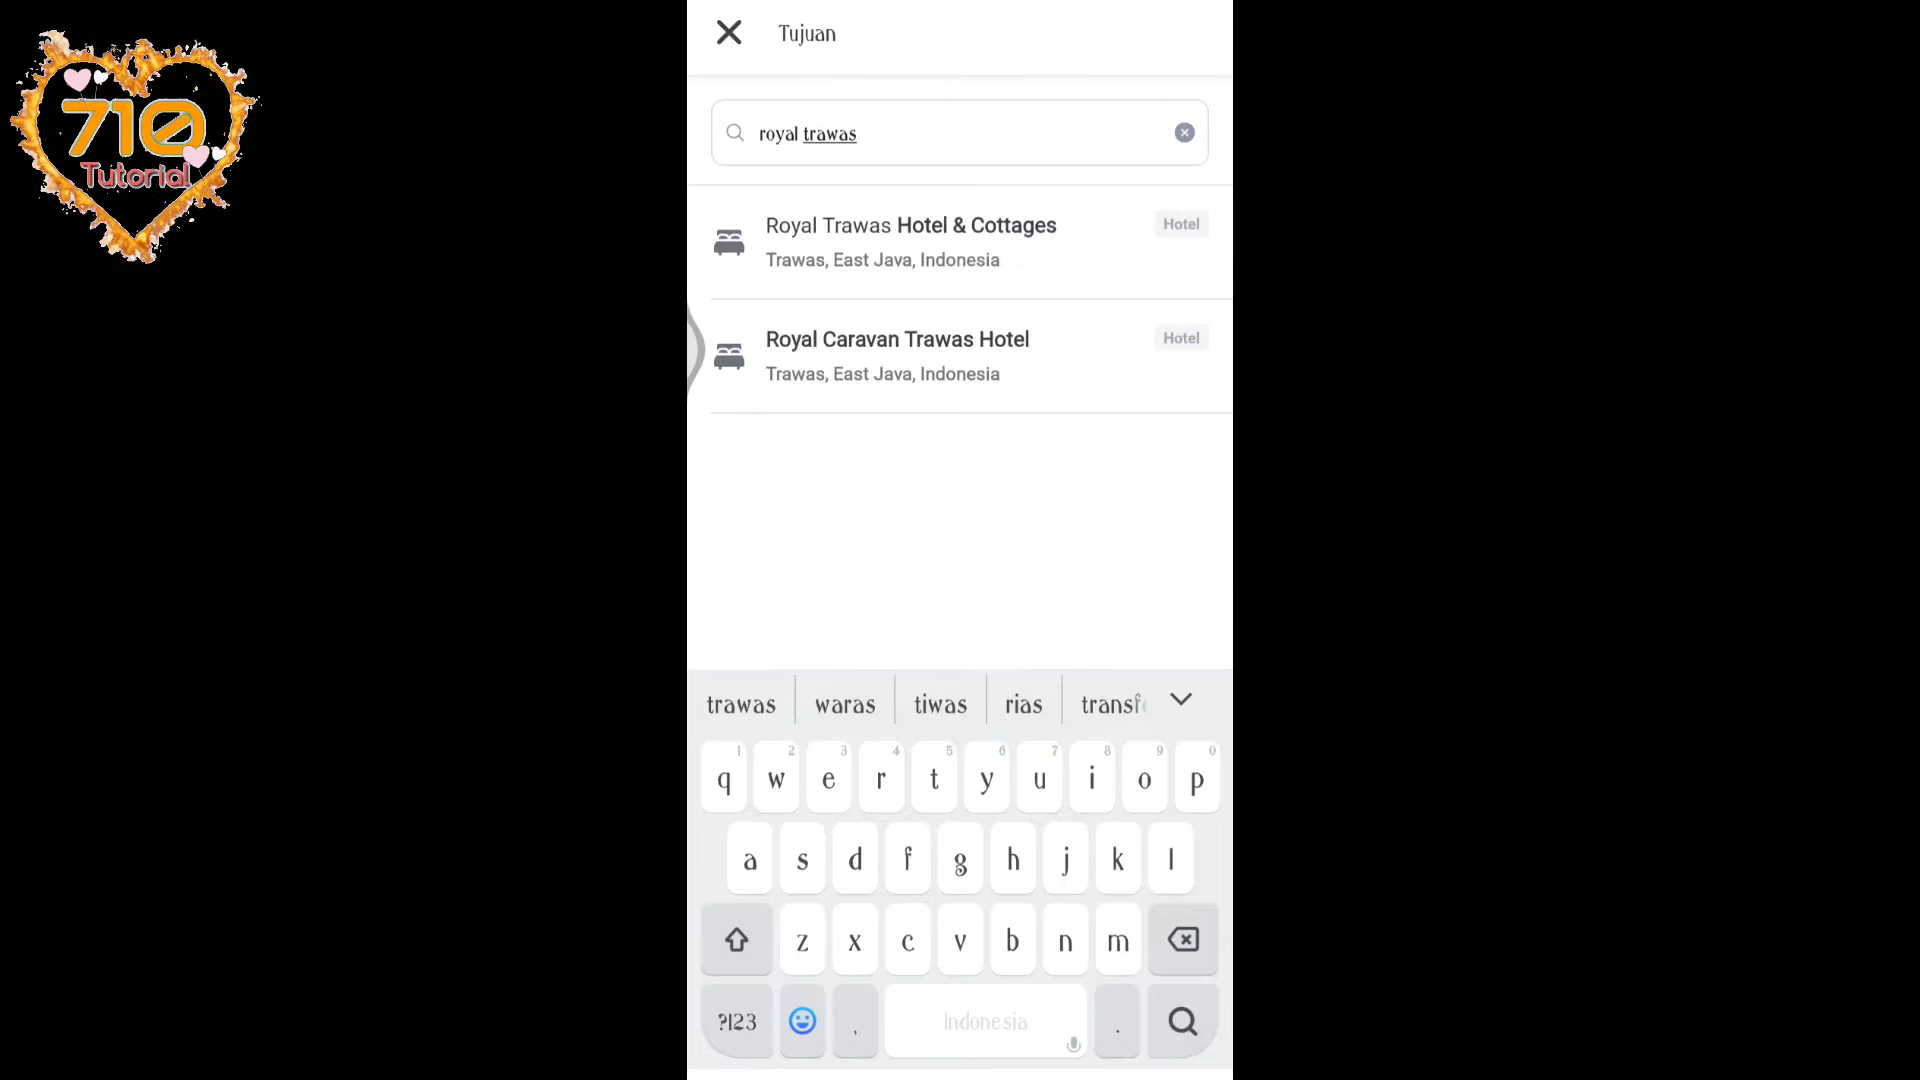 710
Tutorial
Tujuan
royal trawas
Royal Trawas Hotel & Cottages
Hotel
Trawas, East Java, Indonesia
Royal Caravan Trawas Hotel
Hotel
Trawas, East Java, Indonesia
trawas waras tiwas rias transf
1 2 3 4 5 6 7 8 9 0
q w e r t y u i o p
a s d f g h j k l
z x c v b n m
?123 , Indonesia .